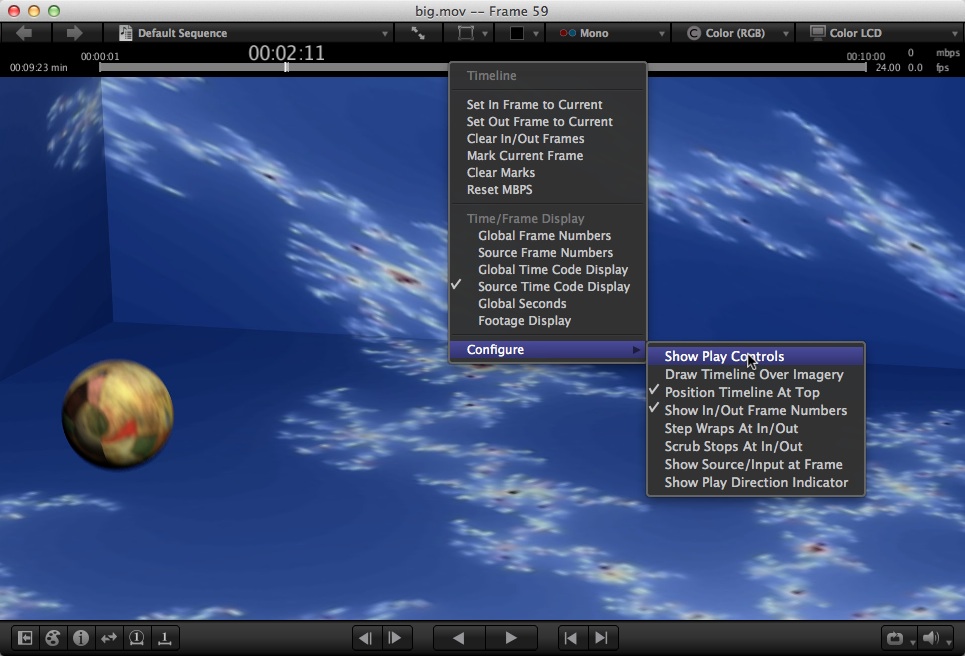 big.mov -- Frame 59
Default Sequence
Mono
C Color (RGB)
Color LCD
00:09:23 min
00:00:01
00:02:11
00:10:00
24.00
0
0.0
mbps
fps
Timeline
Set In Frame to Current
Set Out Frame to Current
Clear In/Out Frames
Mark Current Frame
Clear Marks
Reset MBPS
Time/Frame Display
Global Frame Numbers
Source Frame Numbers
Global Time Code Display
Source Time Code Display
Global Seconds
Footage Display
Configure
Show Play Controls
Draw Timeline Over Imagery
Position Timeline At Top
Show In/Out Frame Numbers
Step Wraps At In/Out
Scrub Stops At In/Out
Show Source/Input at Frame
Show Play Direction Indicator
i
1
1